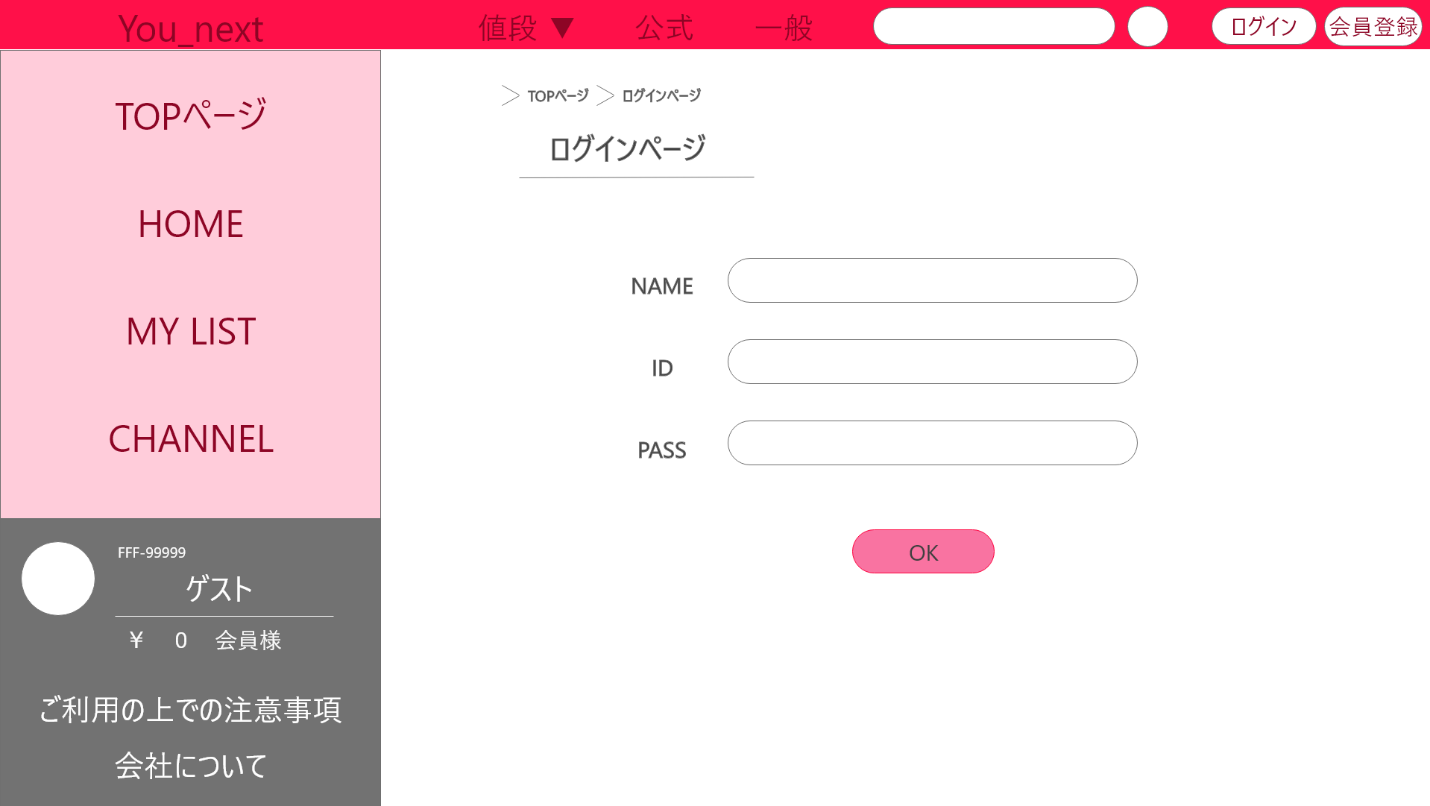 You_next 値段 ▼ 公式 一般 ログイン 会員登録
TOPページ
HOME
MY LIST
CHANNEL
FFF-99999
ゲスト
¥ 0 会員様
ご利用の上での注意事項
会社について
＞ TOPページ ＞ ログインページ
ログインページ
NAME
ID
PASS
OK